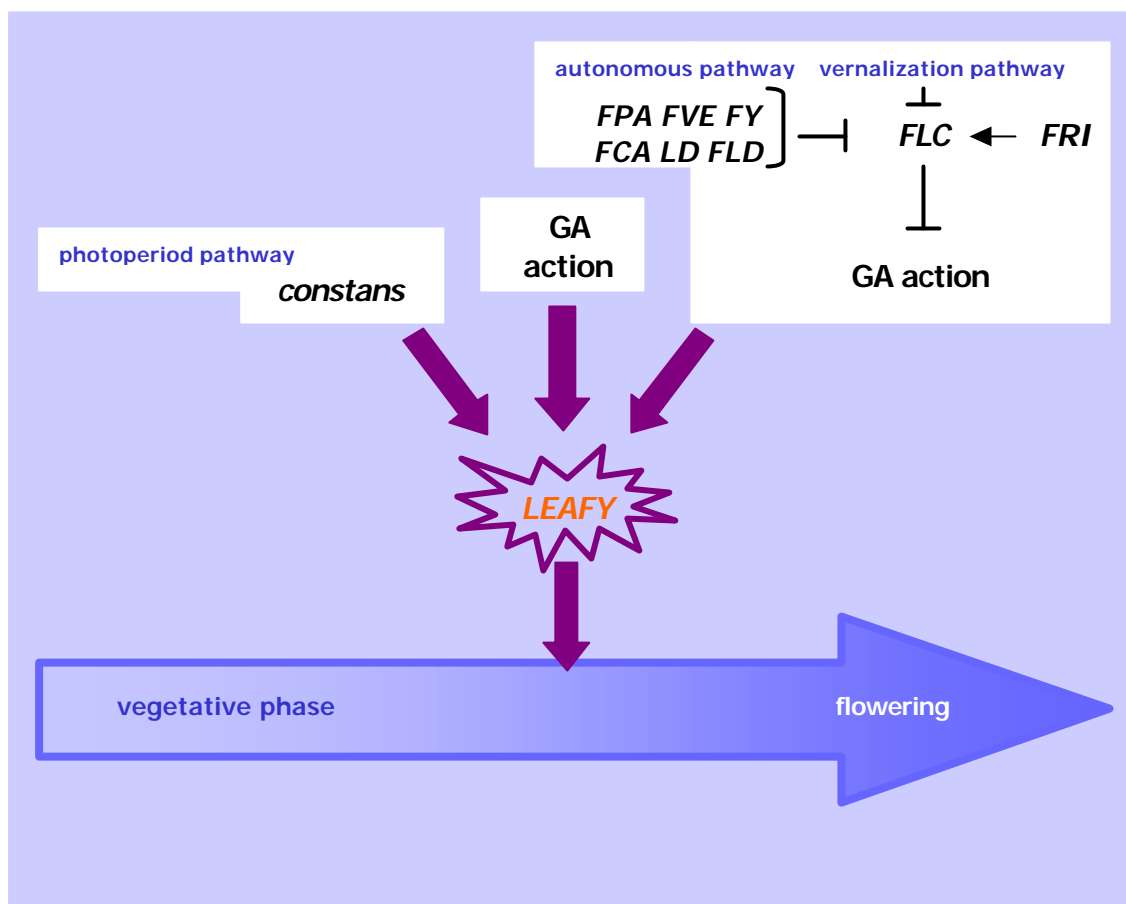 autonomous pathway vernalization pathway
FPA FVE FY
FCA LD FLD
FLC FRI
GA action
photoperiod pathway
constans
GA
action
LEAFY
vegetative phase flowering